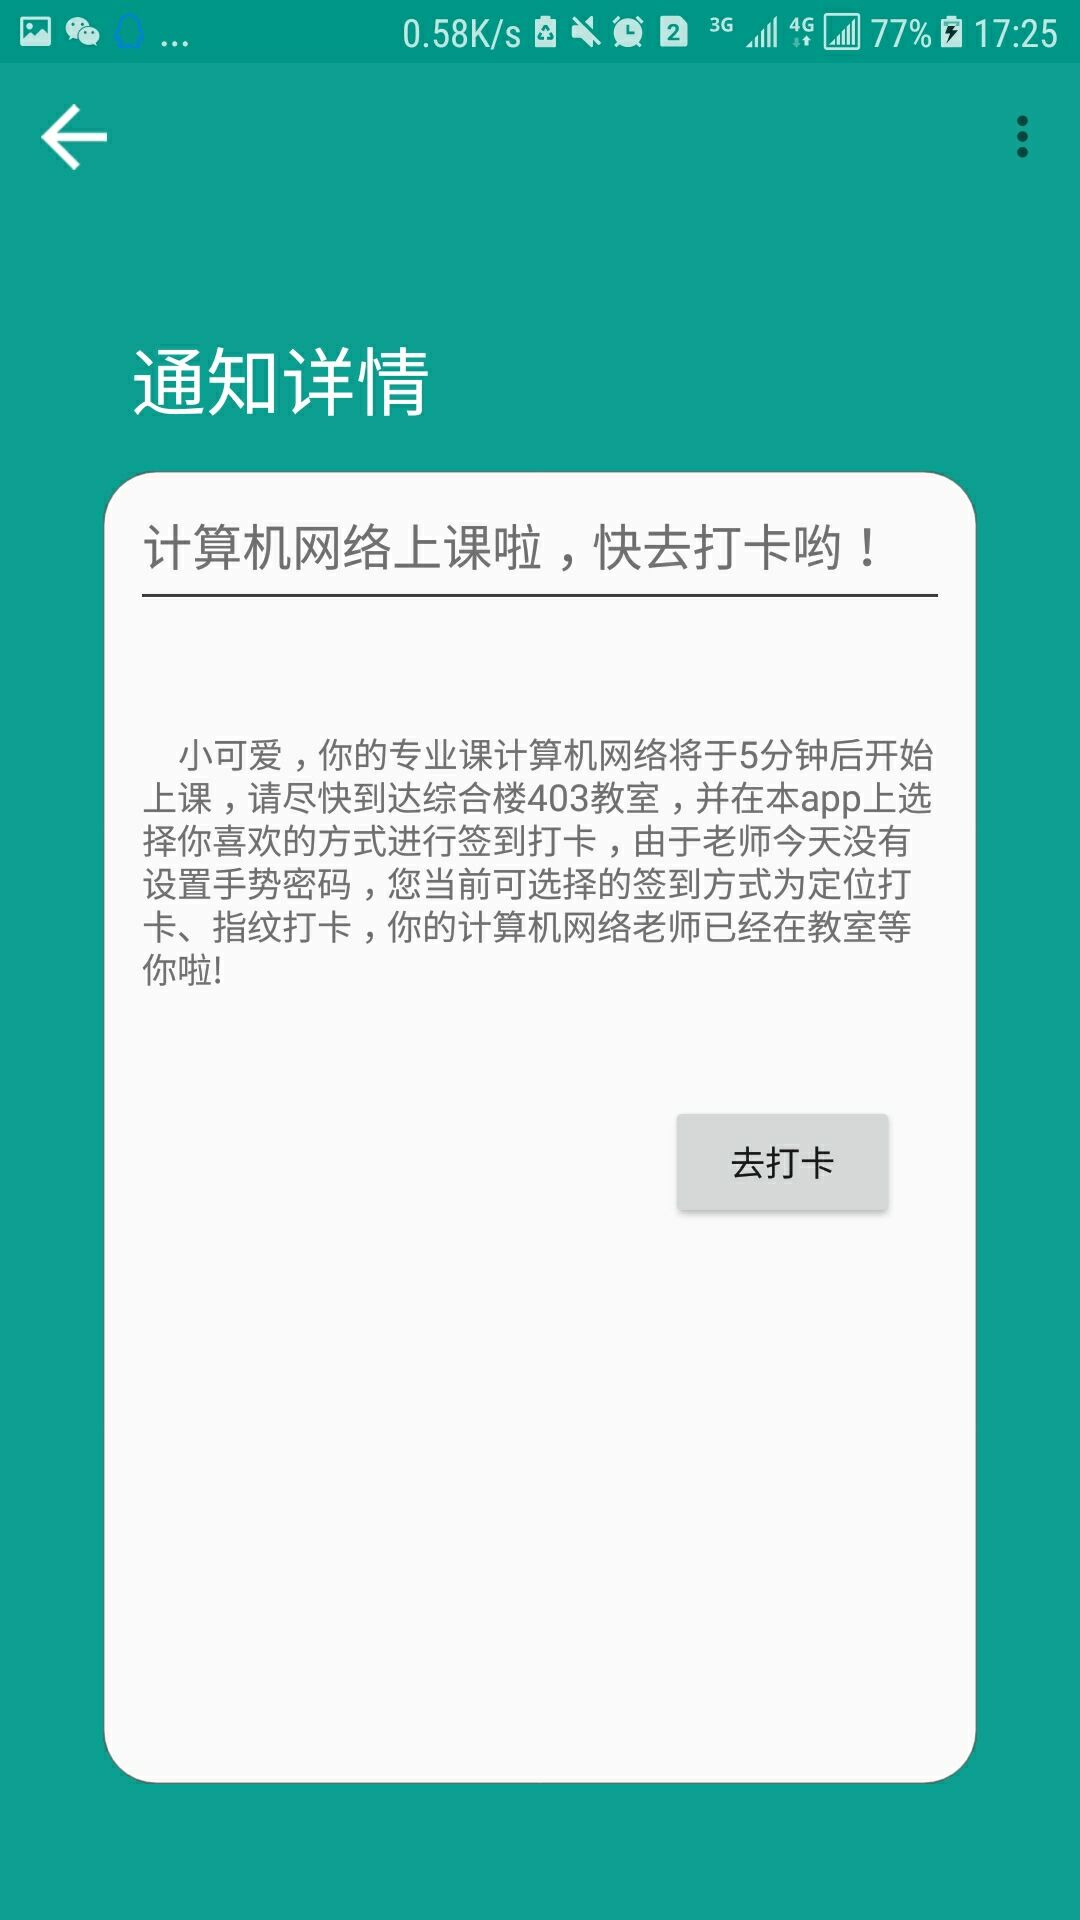 ... 0.58K/s 2 3G 4G 77% 17:25
通知详情
计算机网络上课啦，快去打卡哟！
小可爱，你的专业课计算机网络将于5分钟后开始
上课，请尽快到达综合楼403教室，并在本app上选
择你喜欢的方式进行签到打卡，由于老师今天没有
设置手势密码，您当前可选择的签到方式为定位打
卡、指纹打卡，你的计算机网络老师已经在教室等
你啦!
去打卡